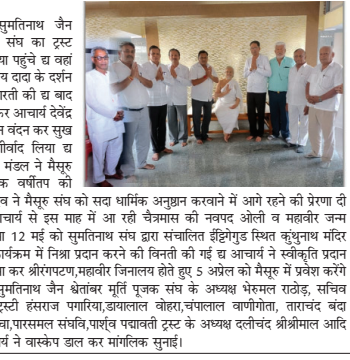 सुमतिनाथ जैन
संघ का ट्रस्ट
या पहुंचे द्य वहां
य दादा के दर्शन
ारती की द्य बाद
कर आचार्य देवेंद्र
न वंदन कर सुख
ीर्वाद लिया द्य
मंडल ने मैसूरु
क वर्षीतप की
व ने मैसूरु संघ को सदा धार्मिक अनुष्ठान करवाने में आगे रहने की प्रेरणा दी
चार्य से इस माह में आ रही चैत्रमास की नवपद ओली व महावीर जन्म
ा 12 मई को सुमतिनाथ संघ द्वारा संचालित ईट्टिगेगुड स्थित कुंथुनाथ मंदिर
ार्यक्रम में निश्रा प्रदान करने की विनती की गई द्य आचार्य ने स्वीकृति प्रदान
ा कर श्रीरंगपटण,महावीर जिनालय होते हुए 5 अप्रेल को मैसूरु में प्रवेश करेंगे
सुमतिनाथ जैन श्वेतांबर मूर्ति पूजक संघ के अध्यक्ष भेरुमल राठोड़, सचिव
ट्रस्टी हंसराज पगारिया,डायालाल वोहरा,चंपालाल वाणीगोता, ताराचंद बंदा
चा,पारसमल संघवि,पार्श्व पद्मावती ट्रस्ट के अध्यक्ष दलीचंद श्रीश्रीमाल आदि
र्य ने वास्केप डाल कर मांगलिक सुनाई।